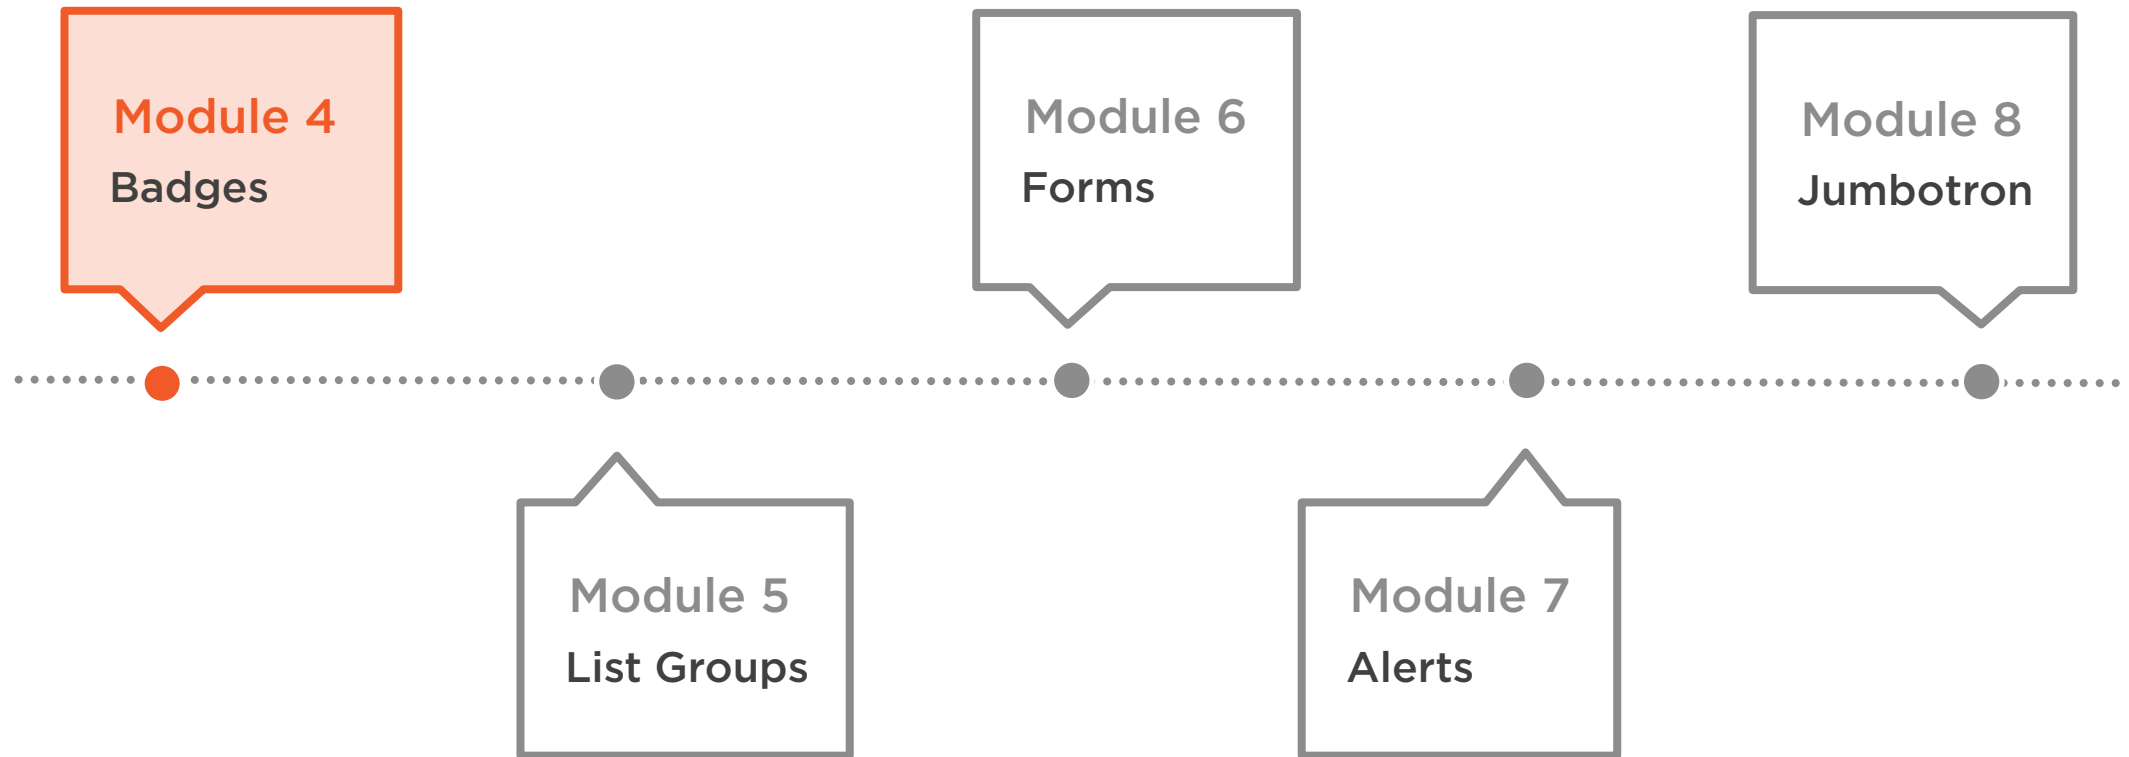 Module 4
Badges
Module 5
List Groups
Module 6
Forms
Module 7
Alerts
Module 8
Jumbotron